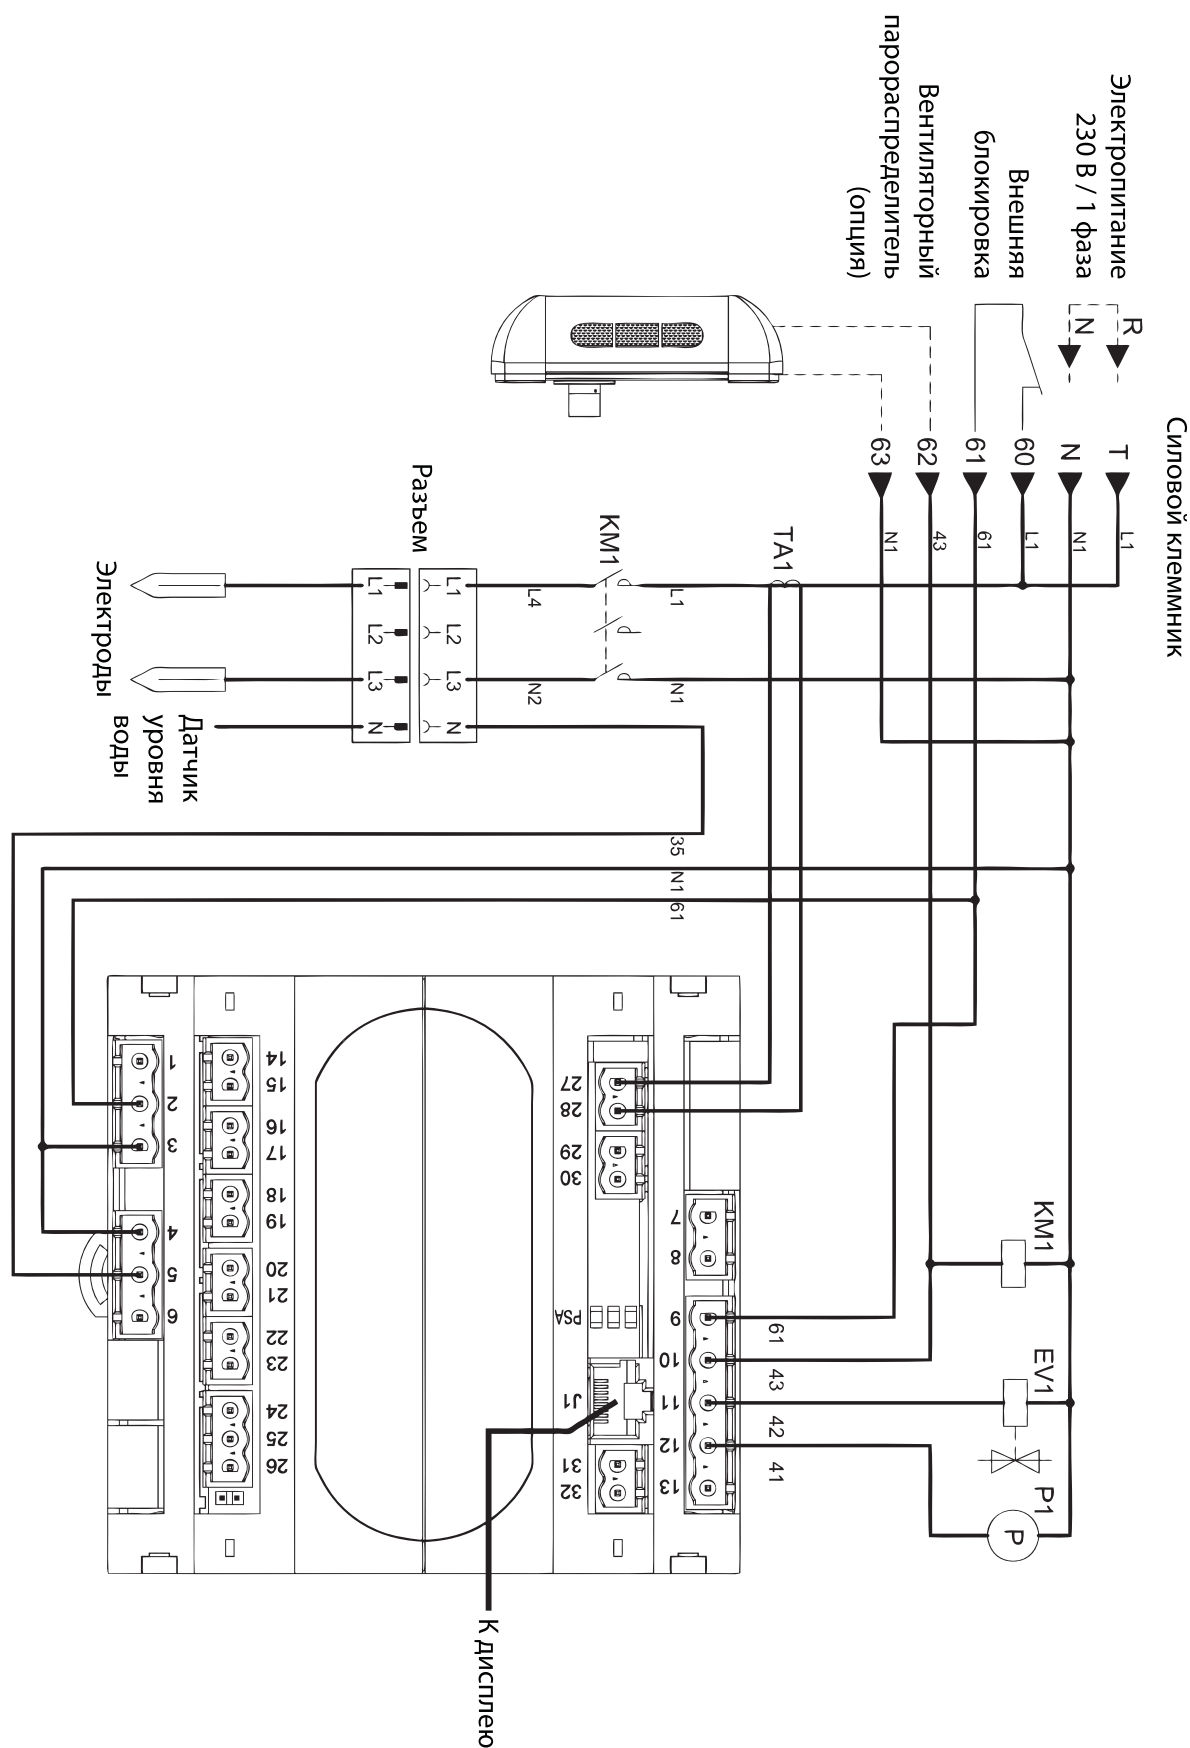 Силовой клеммник
Электропитание
230 В / 1 фаза
R
N
T
N
L1
N1
Внешняя
блокировка
60
61
L1
61
Вентиляторный
парораспределитель
(опция)
62
63
43
N1
TA1
KM1
L1
N1
L4
N2
Разъем
L1
L2
L3
N
L1
L2
L3
N
Электроды
Датчик
уровня
воды
35
N1
61
KM1
EV1
P1
P
61
43
42
41
7
8
9
10
11
12
13
27
28
29
30
PSA
J1
31
32
14
15
16
17
18
19
20
21
22
23
24
25
26
1
2
3
4
5
6
К дисплею